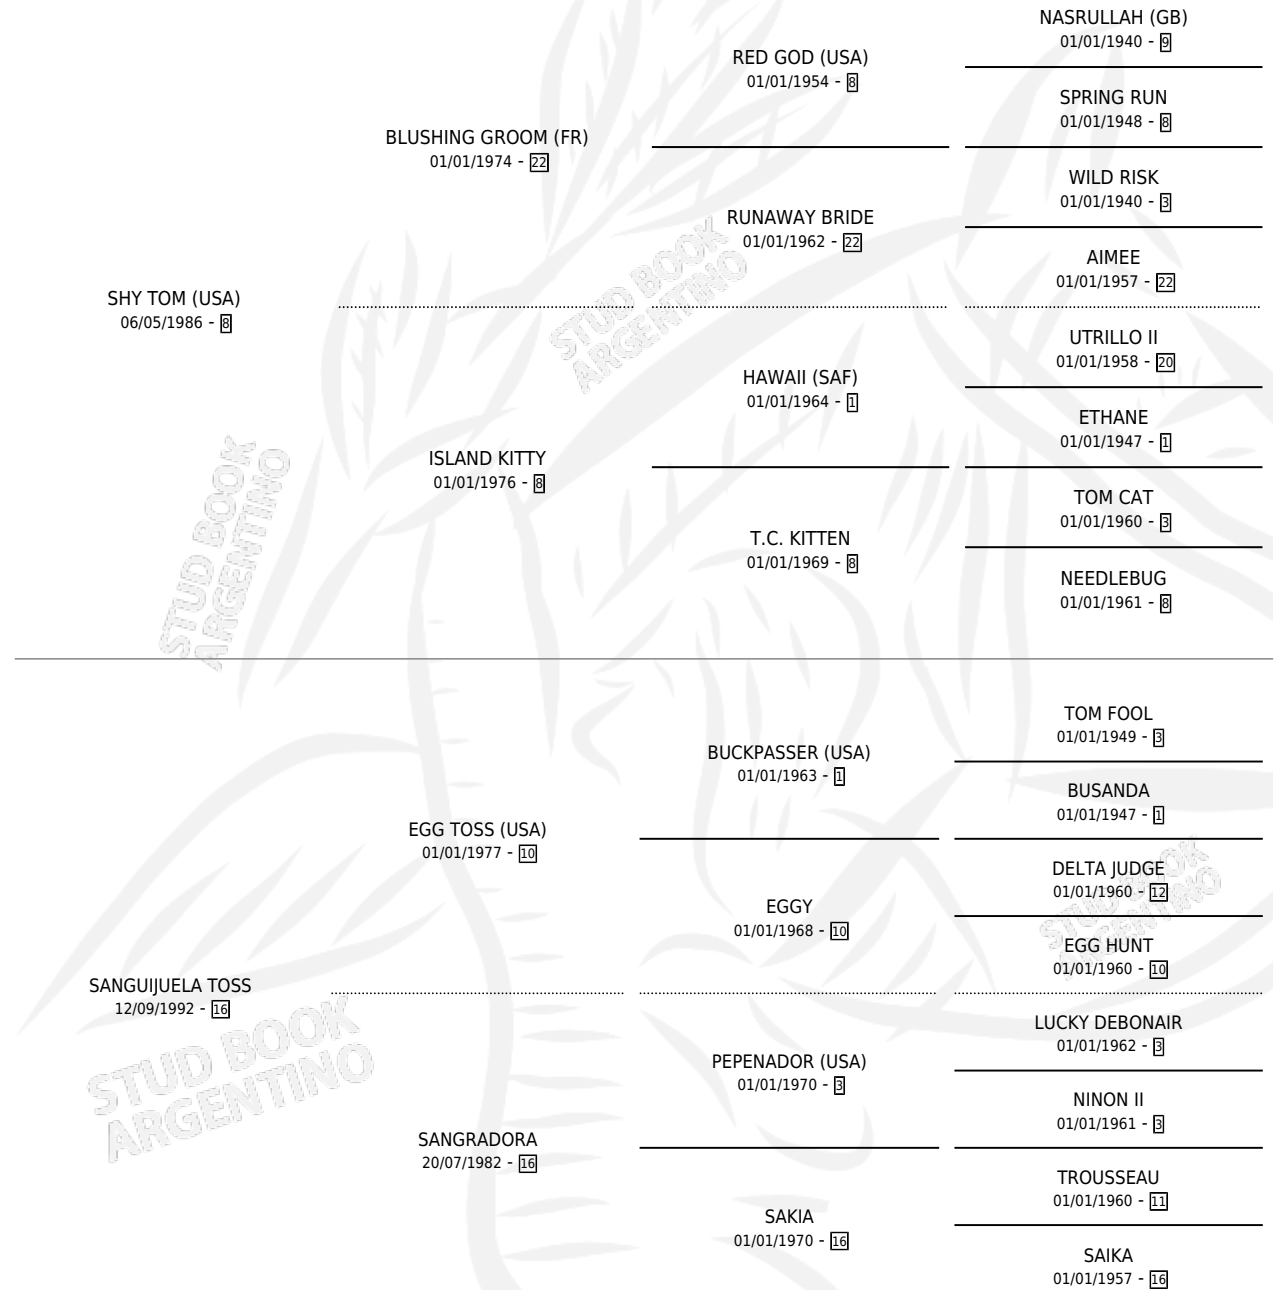 NASRULLAH (GB)
01/01/1940 - 9
RED GOD (USA)
01/01/1954 - 8
SPRING RUN
01/01/1948 - 8
BLUSHING GROOM (FR)
01/01/1974 - 22
WILD RISK
01/01/1940 - 3
RUNAWAY BRIDE
01/01/1962 - 22
AIMEE
01/01/1957 - 22
SHY TOM (USA)
06/05/1986 - 8
STUD BOOK
ARGENTINO
UTRILLO II
01/01/1958 - 20
HAWAII (SAF)
01/01/1964 - 1
ETHANE
01/01/1947 - 1
ISLAND KITTY
01/01/1976 - 8
TOM CAT
01/01/1960 - 3
T.C. KITTEN
01/01/1969 - 8
NEEDLEBUG
01/01/1961 - 8
STUD BOOK
ARGENTINO
TOM FOOL
01/01/1949 - 3
BUCKPASSER (USA)
01/01/1963 - 1
BUSANDA
01/01/1947 - 1
EGG TOSS (USA)
01/01/1977 - 10
DELTA JUDGE
01/01/1960 - 12
EGGY
01/01/1968 - 10
EGG HUNT
01/01/1960 - 10
STUD BOOK
ARGENTINO
SANGUIJUELA TOSS
12/09/1992 - 16
LUCKY DEBONAIR
01/01/1962 - 3
PEPENADOR (USA)
01/01/1970 - 3
NINON II
01/01/1961 - 3
STUD BOOK
ARGENTINO
SANGRADORA
20/07/1982 - 16
TROUSSEAU
01/01/1960 - 11
SAKIA
01/01/1970 - 16
SAIKA
01/01/1957 - 16